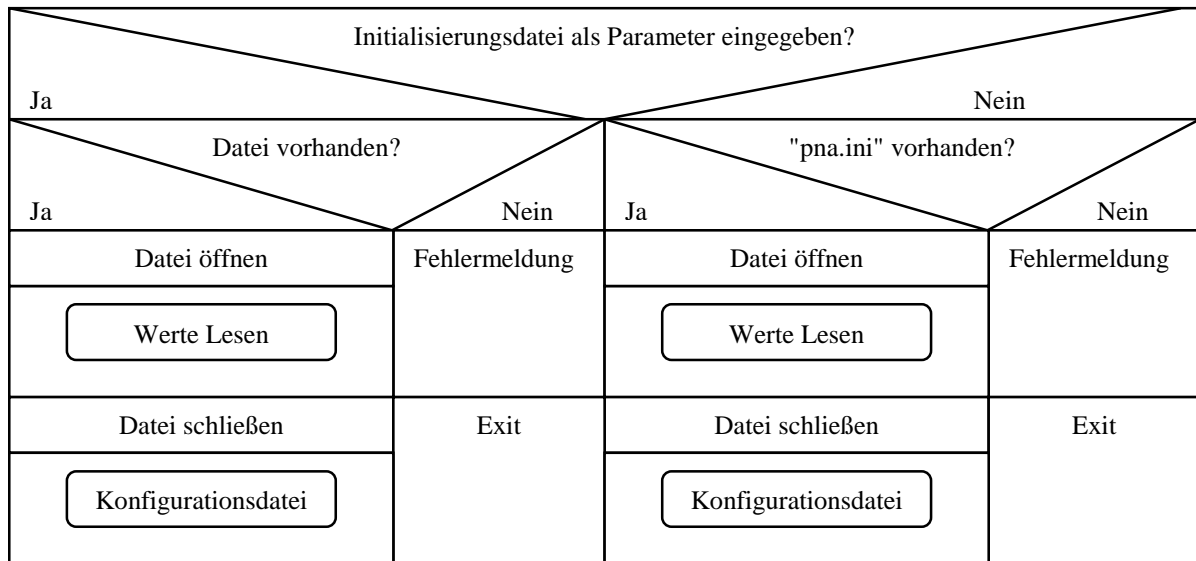 Initialisierungsdatei als Parameter eingegeben?
Ja Nein
Datei vorhanden? "pna.ini" vorhanden?
Ja Nein Ja Nein
Datei öffnen Fehlermeldung Datei öffnen Fehlermeldung
Werte Lesen Werte Lesen
Datei schließen Exit Datei schließen Exit
Konfigurationsdatei Konfigurationsdatei